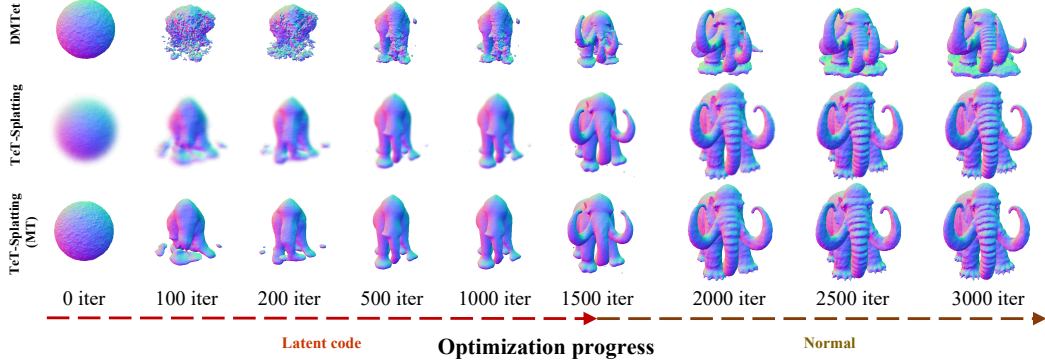 DMTet
TeT-Splatting
TeT-Splatting
(MT)
0 iter 100 iter 200 iter 500 iter 1000 iter 1500 iter 2000 iter 2500 iter 3000 iter
Latent code Normal
Optimization progress